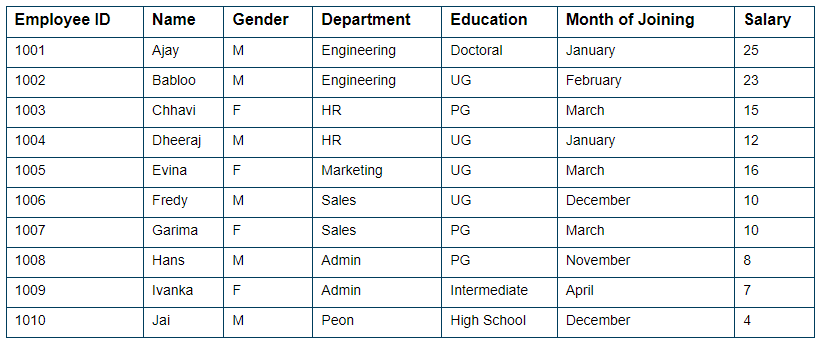 Employee ID Name Gender Department Education Month of Joining Salary
1001 Ajay M Engineering Doctoral January 25
1002 Babloo M Engineering UG February 23
1003 Chhavi F HR PG March 15
1004 Dheeraj M HR UG January 12
1005 Evina F Marketing UG March 16
1006 Fredy M Sales UG December 10
1007 Garima F Sales PG March 10
1008 Hans M Admin PG November 8
1009 Ivanka F Admin Intermediate April 7
1010 Jai M Peon High School December 4